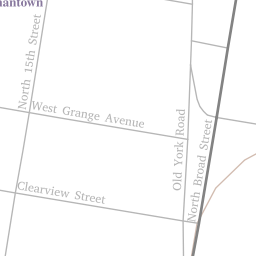 mantown
North 15th Street
West Grange Avenue
Old York Road
North Broad Street
Clearview Street